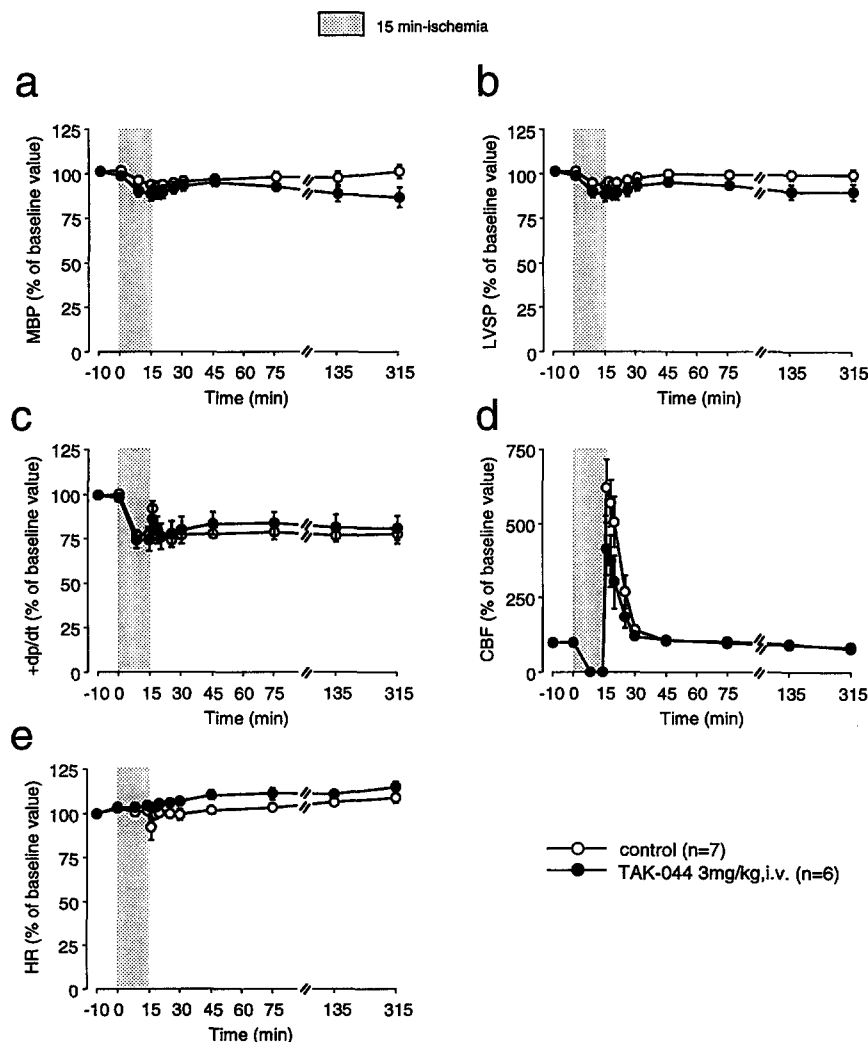 15 min-ischemia
a
MBP (% of baseline value)
125
100
75
50
25
0
-10 0 15 30 45 75 135 315
Time (min)
b
LVSP (% of baseline value)
125
100
75
50
25
0
-10 0 15 30 45 75 135 315
Time (min)
c
+dp/dt (% of baseline value)
125
100
75
50
25
0
-10 0 15 30 45 75 135 315
Time (min)
d
CBF (% of baseline value)
750
500
250
100
0
-10 0 15 30 45 75 135 315
Time (min)
e
HR (% of baseline value)
125
100
75
50
25
0
-10 0 15 30 45 75 135 315
Time (min)
control (n=7)
TAK-044 3mg/kg,i.v. (n=6)